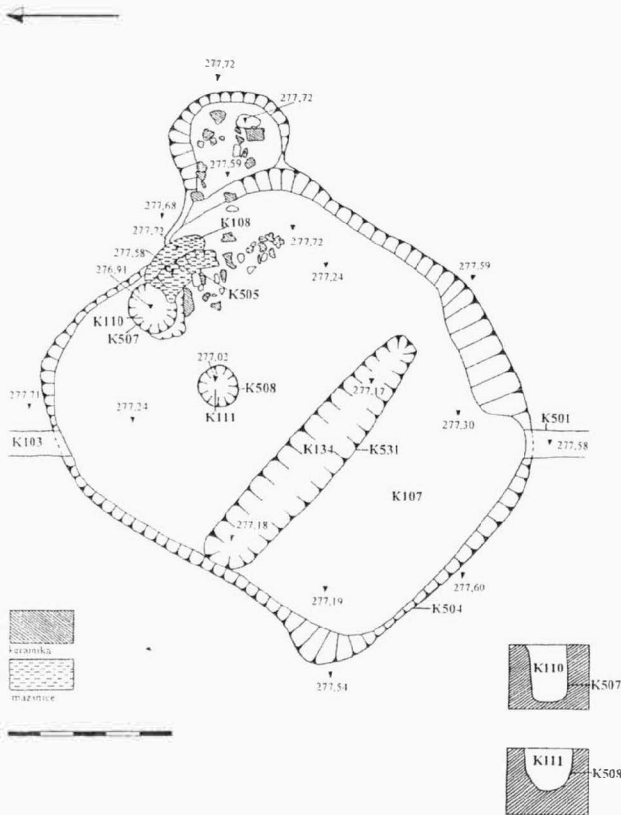 277,72
277,72
277,59
277,68
277,72
K108
277,58
277,72
276,91
277,24
277,59
K505
K110
K507
277,02
K508
K111
277,17
277,71
277,24
277,30
K501
K103
K134
K531
277,58
K107
277,18
277,19
277,60
K504
277,54
keramika
mazanice
K110
K507
K111
K508